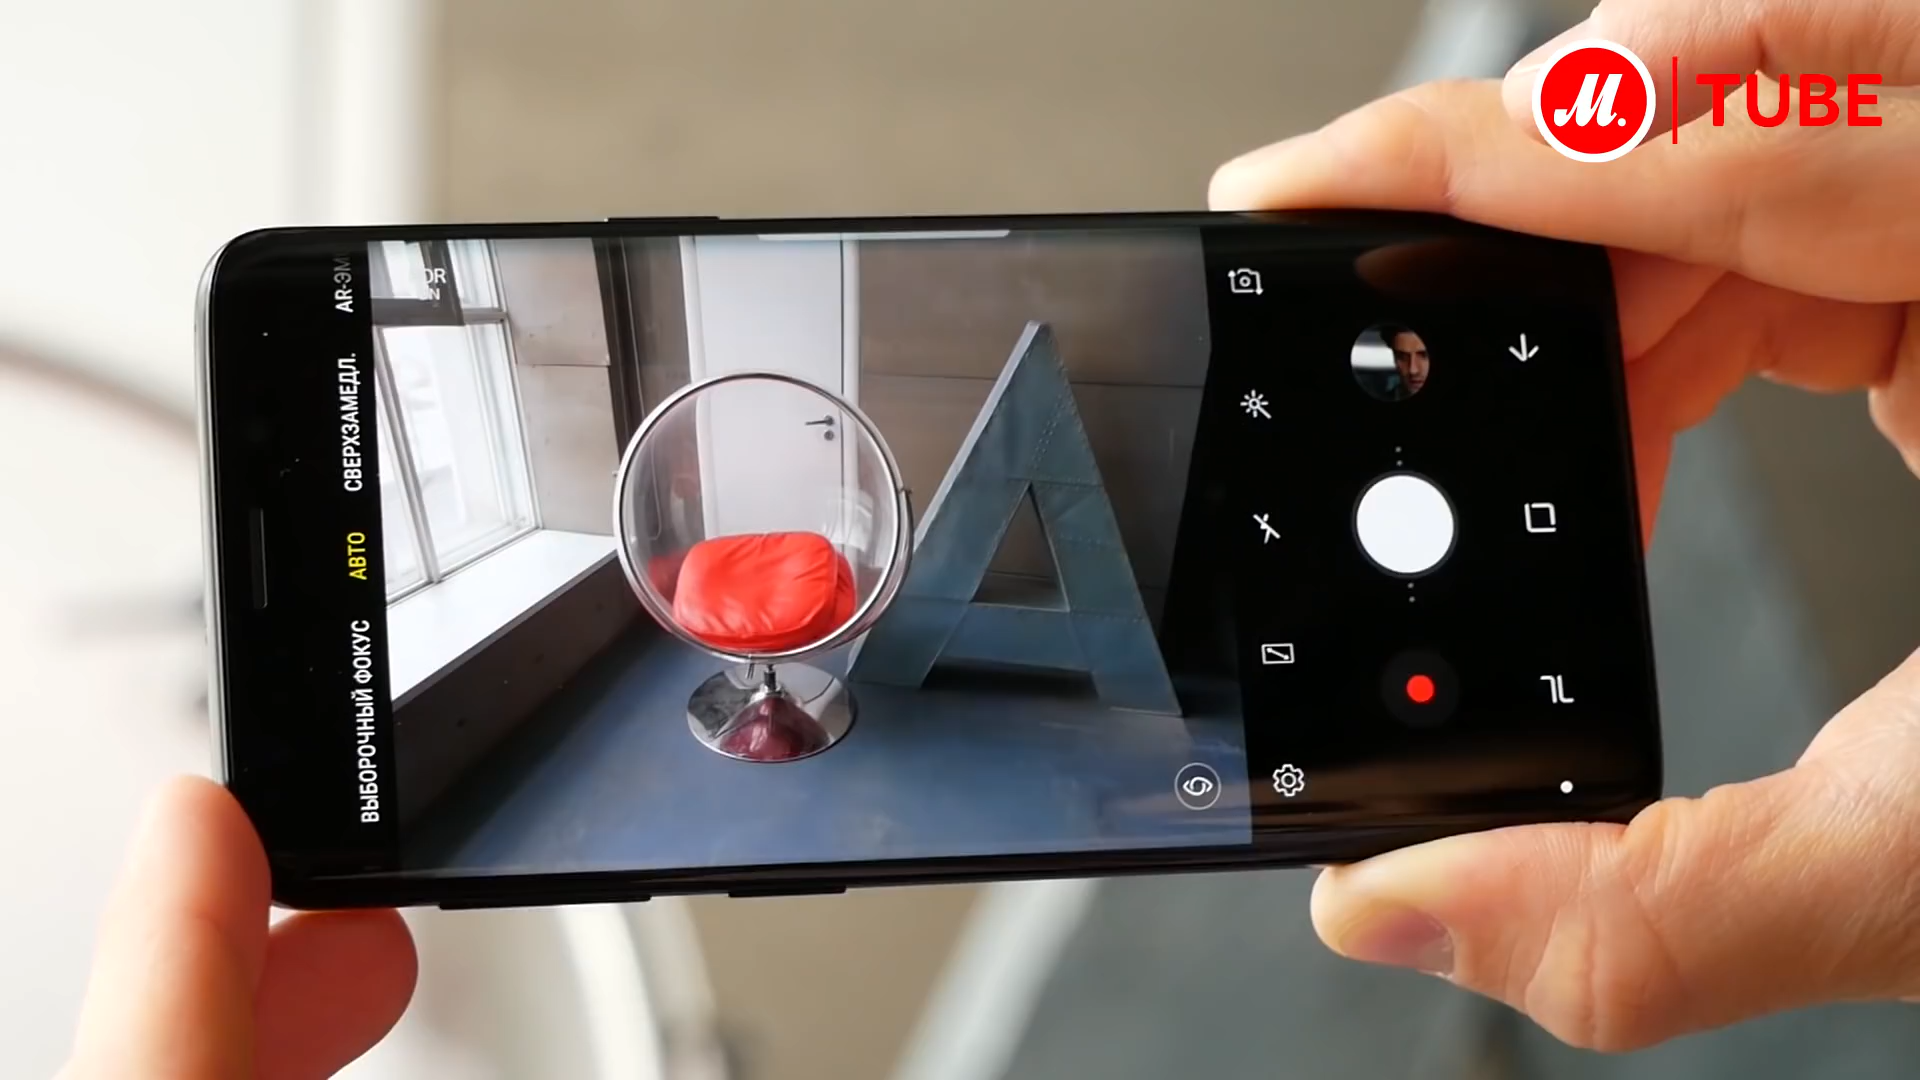 M.
TUBE
AR-ЭМ
СВЕРХЗАМЕДЛ.
АВТО
ВЫБОРОЧНЫЙ ФОКУС
A